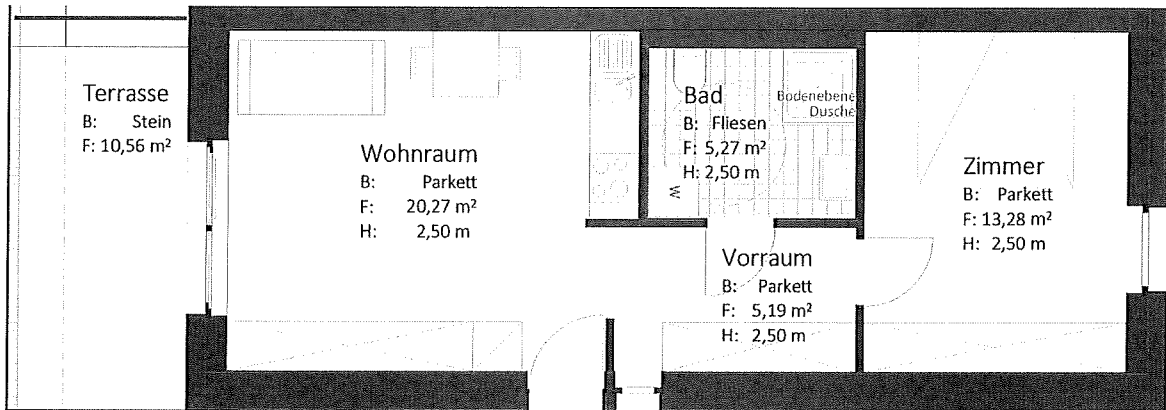 Terrasse
B: Stein
F: 10,56 m²
Wohnraum
B: Parkett
F: 20,27 m²
H: 2,50 m
Bad
B: Fliesen
F: 5,27 m²
H: 2,50 m
Bodenebene
Dusche
W
Vorraum
B: Parkett
F: 5,19 m²
H: 2,50 m
Zimmer
B: Parkett
F: 13,28 m²
H: 2,50 m